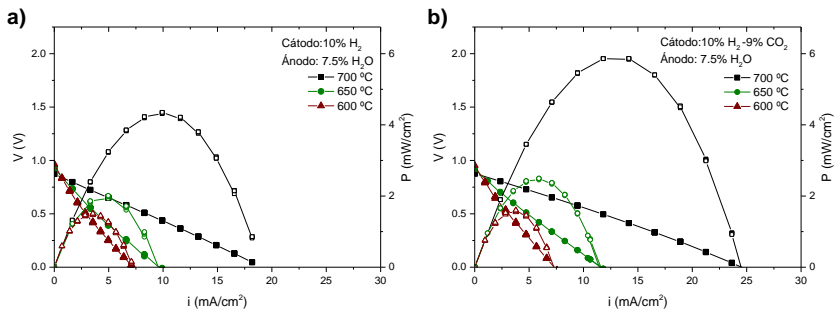 a)
Cátodo:10% H₂
Ánodo: 7.5% H₂O
700 ºC
650 ºC
600 ºC
2.0
1.5
1.0
0.5
0.0
V (V)
6
4
2
0
P (mW/cm²)
0 5 10 15 20 25 30
i (mA/cm²)
b)
Cátodo:10% H₂-9% CO₂
Ánodo: 7.5% H₂O
700 ºC
650 ºC
600 ºC
2.0
1.5
1.0
0.5
0.0
V (V)
6
4
2
0
P (mW/cm²)
0 5 10 15 20 25 30
i (mA/cm²)